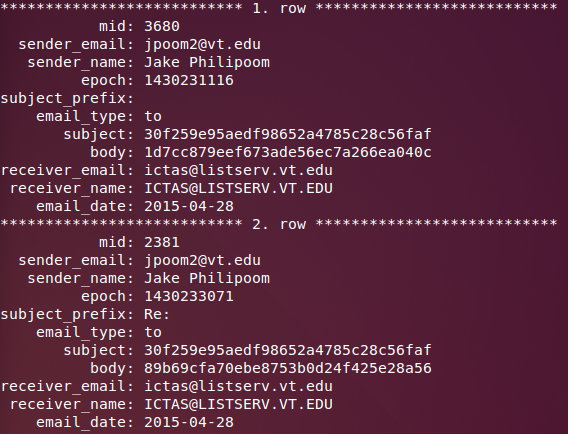 *************************** 1. row ***************************
mid: 3680
sender_email: jpoom2@vt.edu
sender_name: Jake Philipoom
epoch: 1430231116
subject_prefix:
email_type: to
subject: 30f259e95aedf98652a4785c28c56faf
body: 1d7cc879eef673ade56ec7a266ea040c
receiver_email: ictas@listserv.vt.edu
receiver_name: ICTAS@LISTSERV.VT.EDU
email_date: 2015-04-28
*************************** 2. row ***************************
mid: 2381
sender_email: jpoom2@vt.edu
sender_name: Jake Philipoom
epoch: 1430233071
subject_prefix: Re:
email_type: to
subject: 30f259e95aedf98652a4785c28c56faf
body: 89b69cfa70ebe8753b0d24f425e28a56
receiver_email: ictas@listserv.vt.edu
receiver_name: ICTAS@LISTSERV.VT.EDU
email_date: 2015-04-28